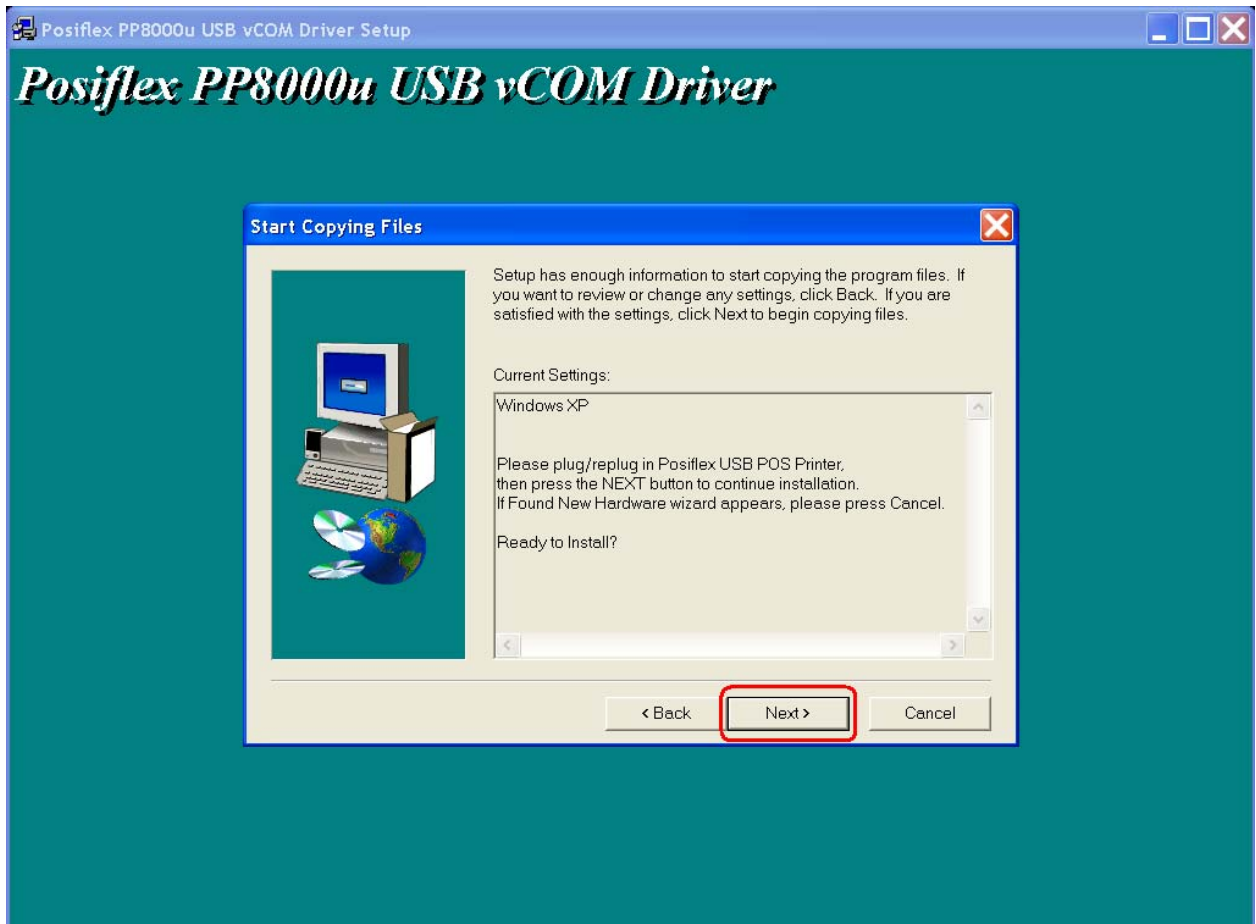 Posiflex PP8000u USB vCOM Driver Setup
Posiflex PP8000u USB vCOM Driver
Start Copying Files
Setup has enough information to start copying the program files. If
you want to review or change any settings, click Back. If you are
satisfied with the settings, click Next to begin copying files.
Current Settings:
Windows XP
Please plug/replug in Posiflex USB POS Printer,
then press the NEXT button to continue installation.
If Found New Hardware wizard appears, please press Cancel.
Ready to Install?
< Back
Next >
Cancel